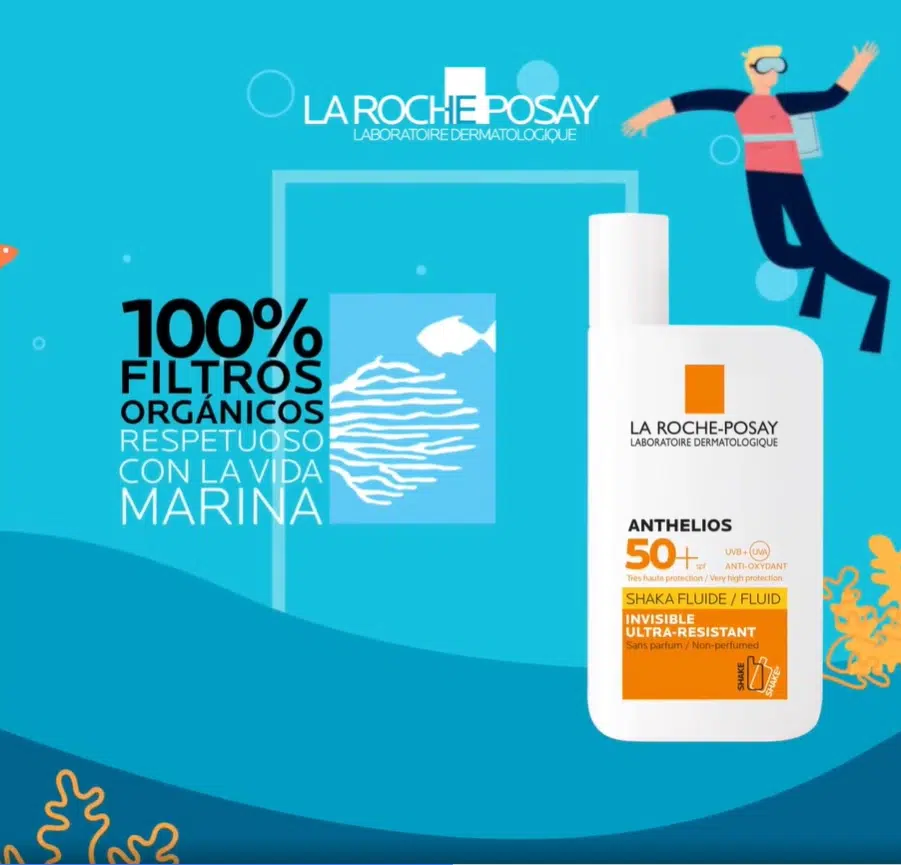 LA ROCHE POSAY
LABORATOIRE DERMATOLOGIQUE
100%
FILTROS
ORGÁNICOS
RESPETUOSO
CON LA VIDA
MARINA
LA ROCHE-POSAY
LABORATOIRE DERMATOLOGIQUE
ANTHELIOS
50+ spf
UVB + UVA
ANTI-OXYDANT
Très haute protection / Very high protection
SHAKA FLUIDE / FLUID
INVISIBLE
ULTRA-RESISTANT
Sans parfum / Non-perfumed
SHAKE
SHAKE